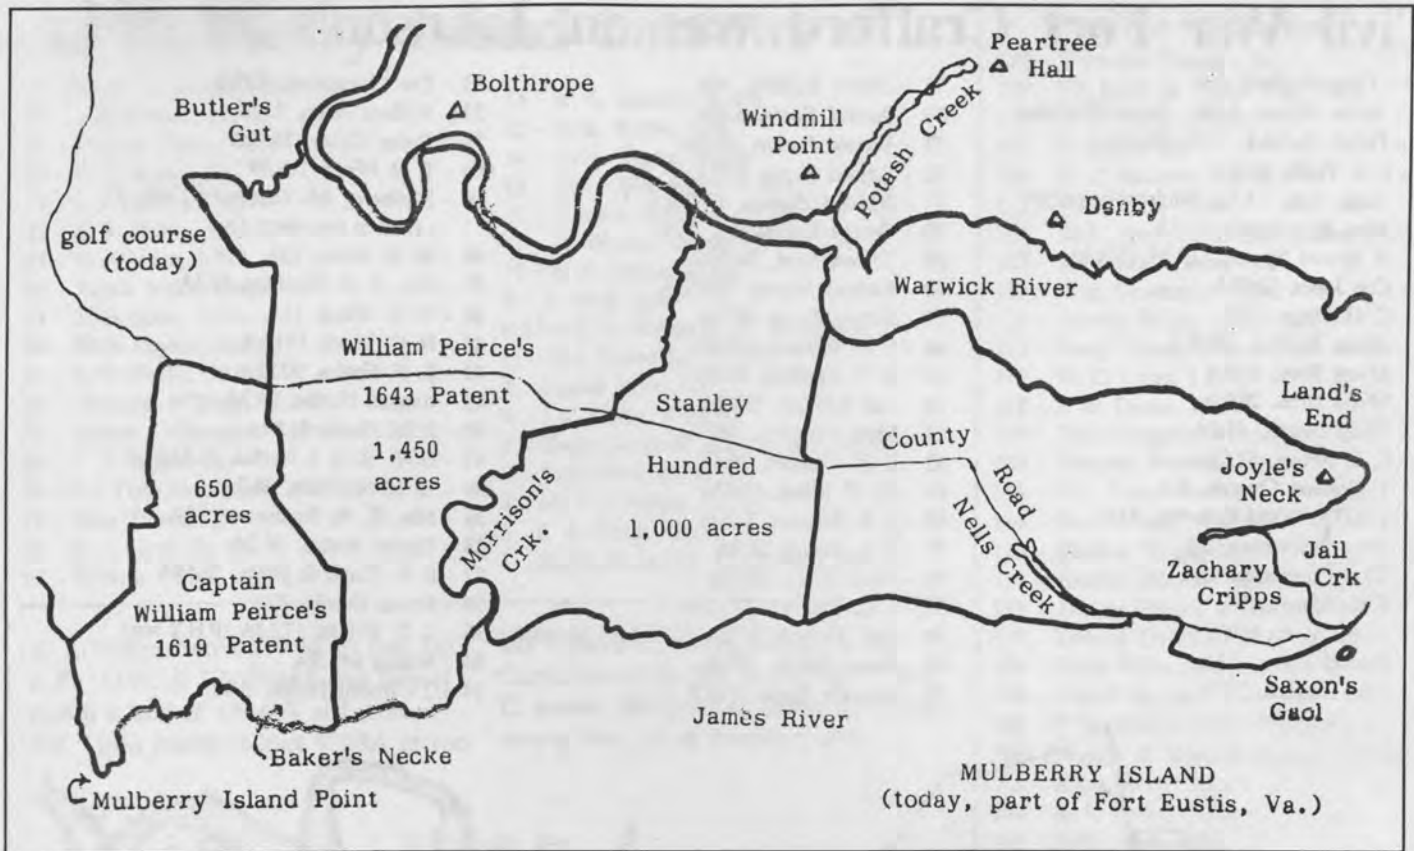 Peartree
Hall
Bolthrope
Butler's
Gut
Windmill
Point
Potash
Creek
Denby
golf course
(today)
Warwick River
William Peirce's
1643 Patent
Stanley
Hundred
1,000 acres
County
Road
Land's
End
1,450
acres
650
acres
Morrison's
Crk.
Nells
Creek
Joyle's
Neck
Jail
Crk
Zachary
Cripps
Captain
William Peirce's
1619 Patent
Saxon's
Gaol
James River
Baker's Necke
Mulberry Island Point
MULBERRY ISLAND
(today, part of Fort Eustis, Va.)